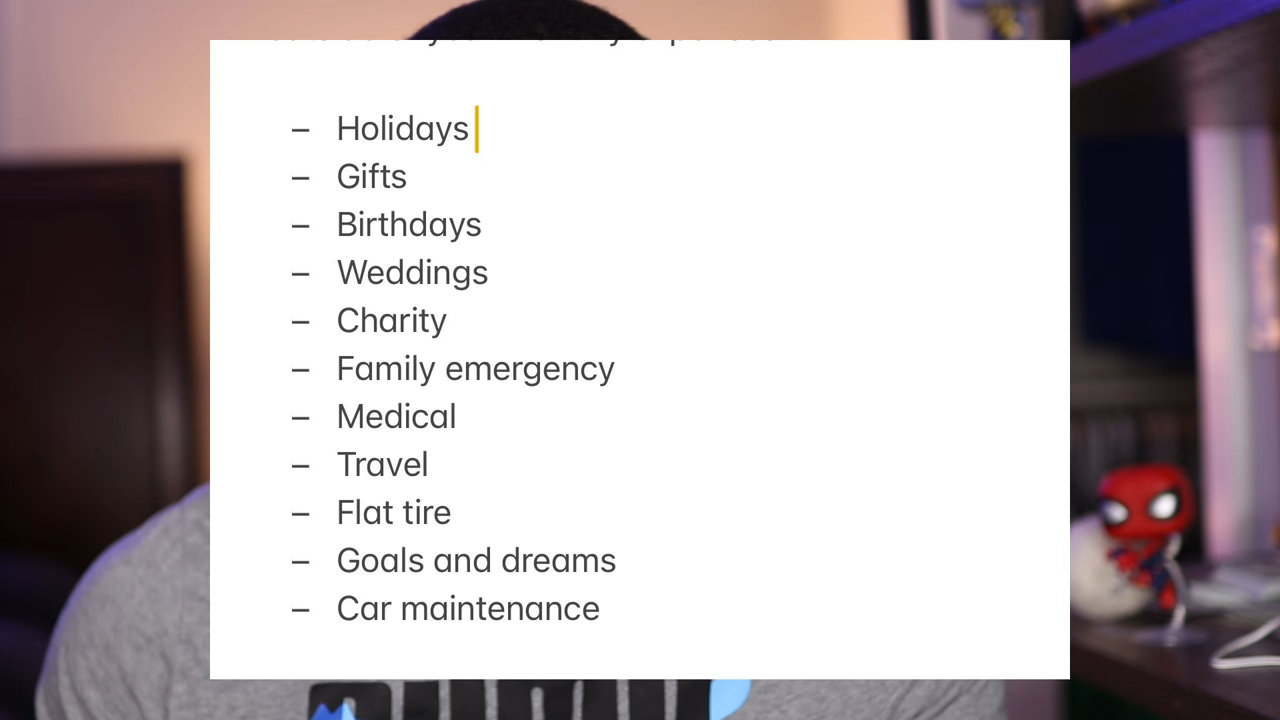 – Holidays
– Gifts
– Birthdays
– Weddings
– Charity
– Family emergency
– Medical
– Travel
– Flat tire
– Goals and dreams
– Car maintenance